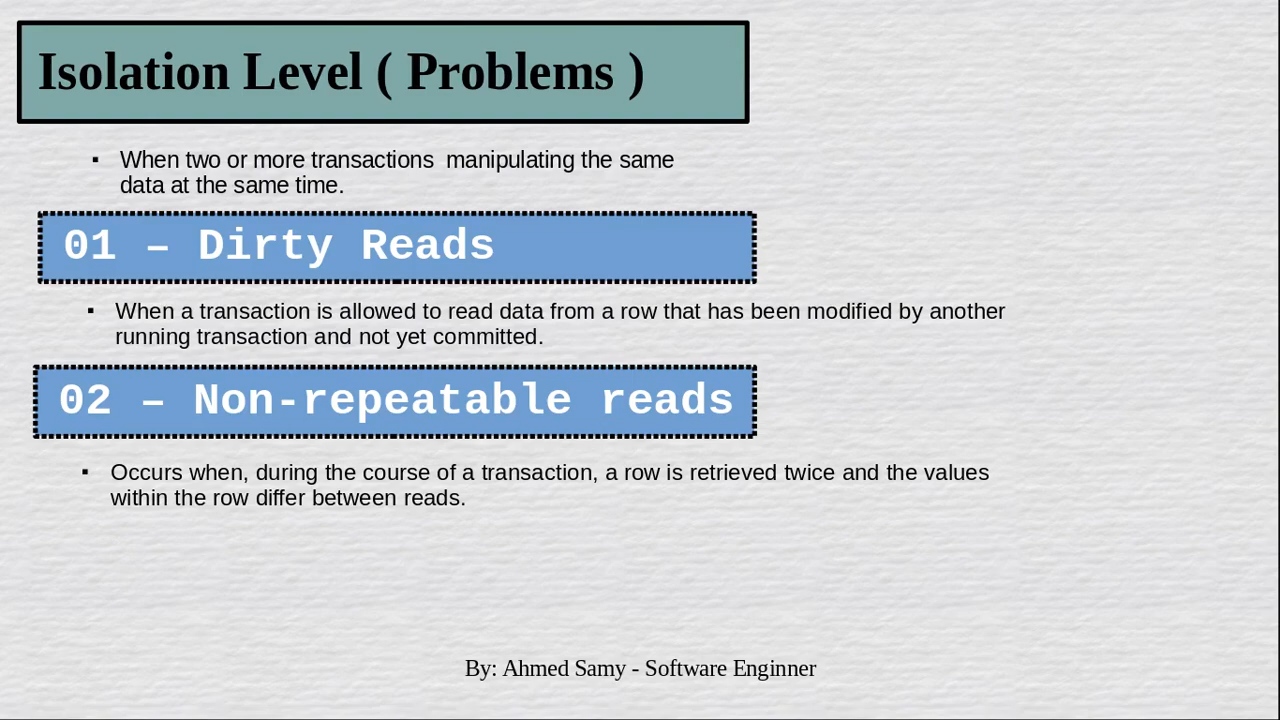 Isolation Level ( Problems )
▪ When two or more transactions  manipulating the same
data at the same time.
01 – Dirty Reads
▪ When a transaction is allowed to read data from a row that has been modified by another
running transaction and not yet committed.
02 – Non-repeatable reads
▪ Occurs when, during the course of a transaction, a row is retrieved twice and the values
within the row differ between reads.
By: Ahmed Samy - Software Enginner